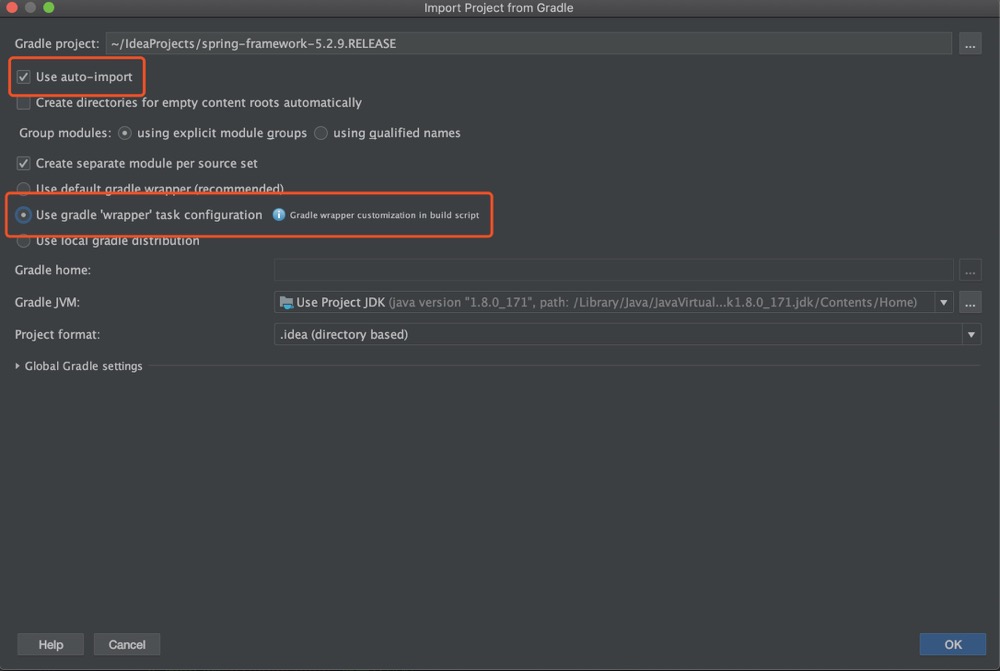 Import Project from Gradle
Gradle project: ~/IdeaProjects/spring-framework-5.2.9.RELEASE ...
Use auto-import
Create directories for empty content roots automatically
Group modules: using explicit module groups using qualified names
Create separate module per source set
Use default gradle wrapper (recommended)
Use gradle 'wrapper' task configuration Gradle wrapper customization in build script
Use local gradle distribution
Gradle home: ...
Gradle JVM: Use Project JDK (java version "1.8.0_171", path: /Library/Java/JavaVirtual...k1.8.0_171.jdk/Contents/Home) ...
Project format: .idea (directory based)
Global Gradle settings
Help Cancel OK